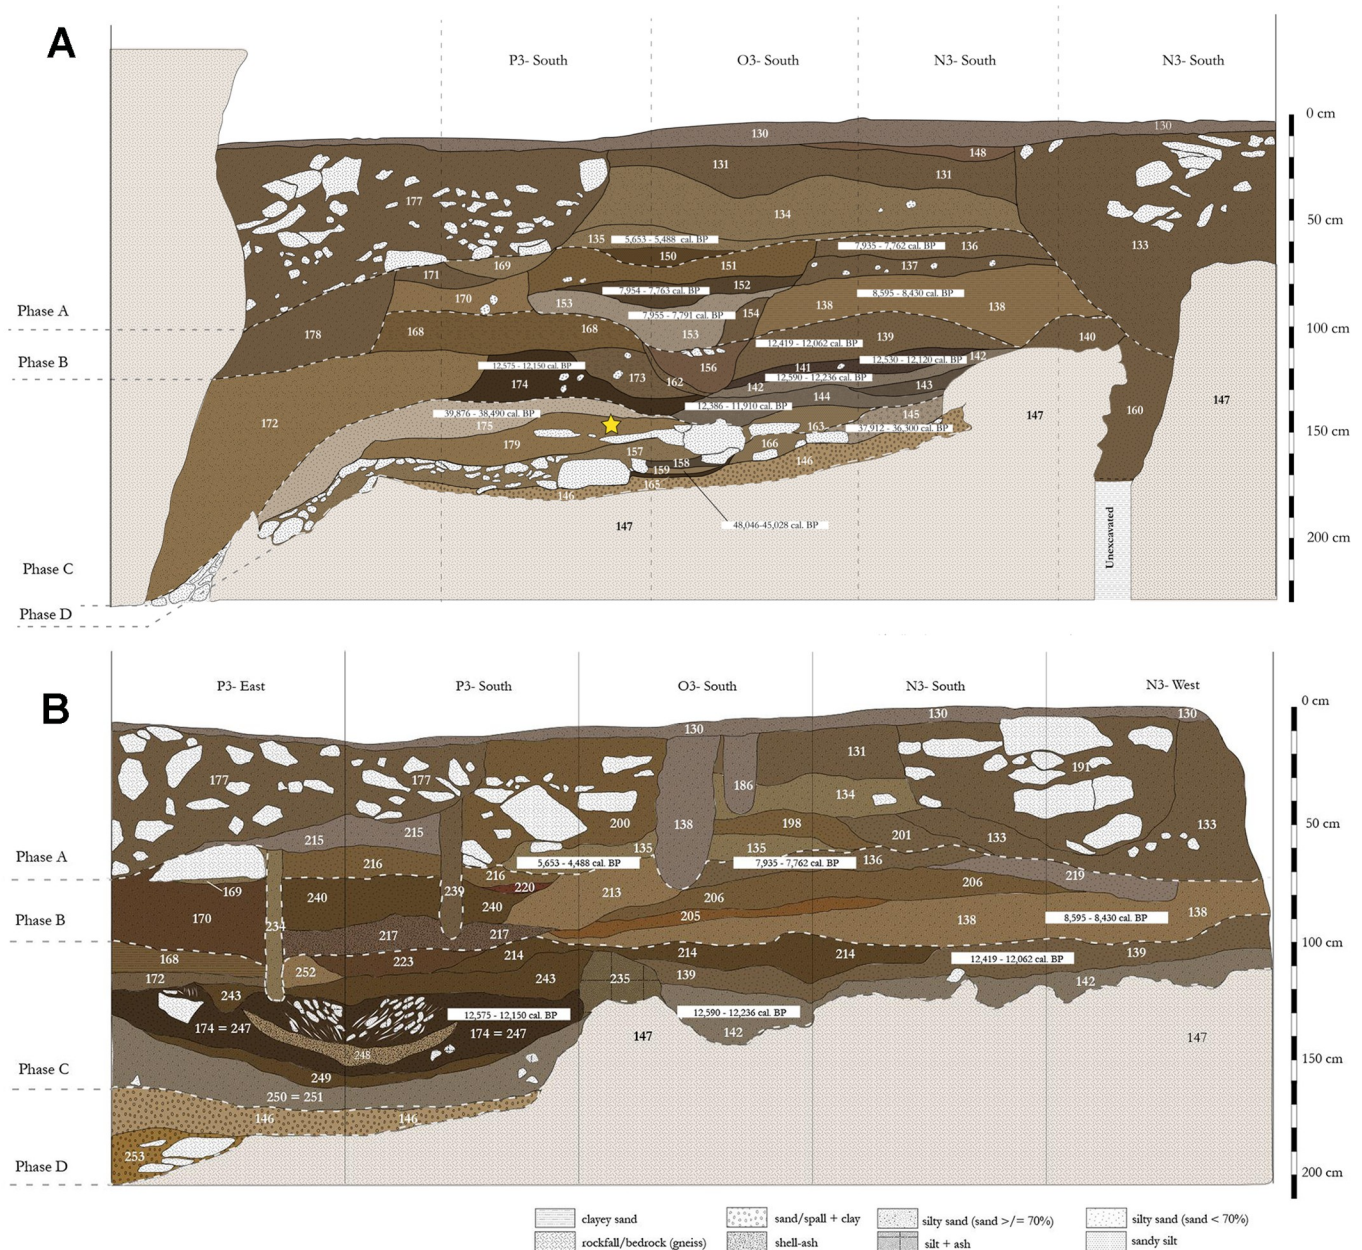 A
P3- South
O3- South
N3- South
N3- South
0 cm
130
130
148
131
131
177
134
50 cm
135
5,653 - 5,488 cal. BP
7,935 - 7,762 cal. BP
136
133
150
169
151
137
171
152
7,954 - 7,763 cal. BP
8,595 - 8,430 cal. BP
170
153
138
138
Phase A
7,955 - 7,791 cal. BP
154
178
168
168
153
139
140
100 cm
12,419 - 12,062 cal. BP
Phase B
12,575 - 12,150 cal. BP
156
141
12,530 - 12,120 cal. BP
142
174
173
162
12,590 - 12,236 cal. BP
142
143
144
12,386 - 11,910 cal. BP
160
147
39,876 - 38,490 cal. BP
145
147
172
175
163
37,912 - 36,300 cal. BP
150 cm
179
157
166
158
146
159
146
165
147
48,046-45,028 cal. BP
Unexcavated
200 cm
Phase C
Phase D
B
P3- East
P3- South
O3- South
N3- South
N3- West
0 cm
130
130
130
177
177
131
191
186
134
138
200
198
50 cm
215
215
201
133
133
135
135
Phase A
216
5,653 - 4,488 cal. BP
7,935 - 7,762 cal. BP
136
216
219
169
220
239
213
206
206
240
240
170
205
138
138
8,595 - 8,430 cal. BP
Phase B
234
217
217
100 cm
168
223
214
214
214
139
12,419 - 12,062 cal. BP
252
172
243
243
235
139
142
12,575 - 12,150 cal. BP
12,590 - 12,236 cal. BP
174 = 247
174 = 247
147
142
147
248
150 cm
Phase C
249
250 = 251
146
146
253
Phase D
200 cm
clayey sand
sand/spall + clay
silty sand (sand >/= 70%)
silty sand (sand < 70%)
rockfall/bedrock (gneiss)
shell-ash
silt + ash
sandy silt